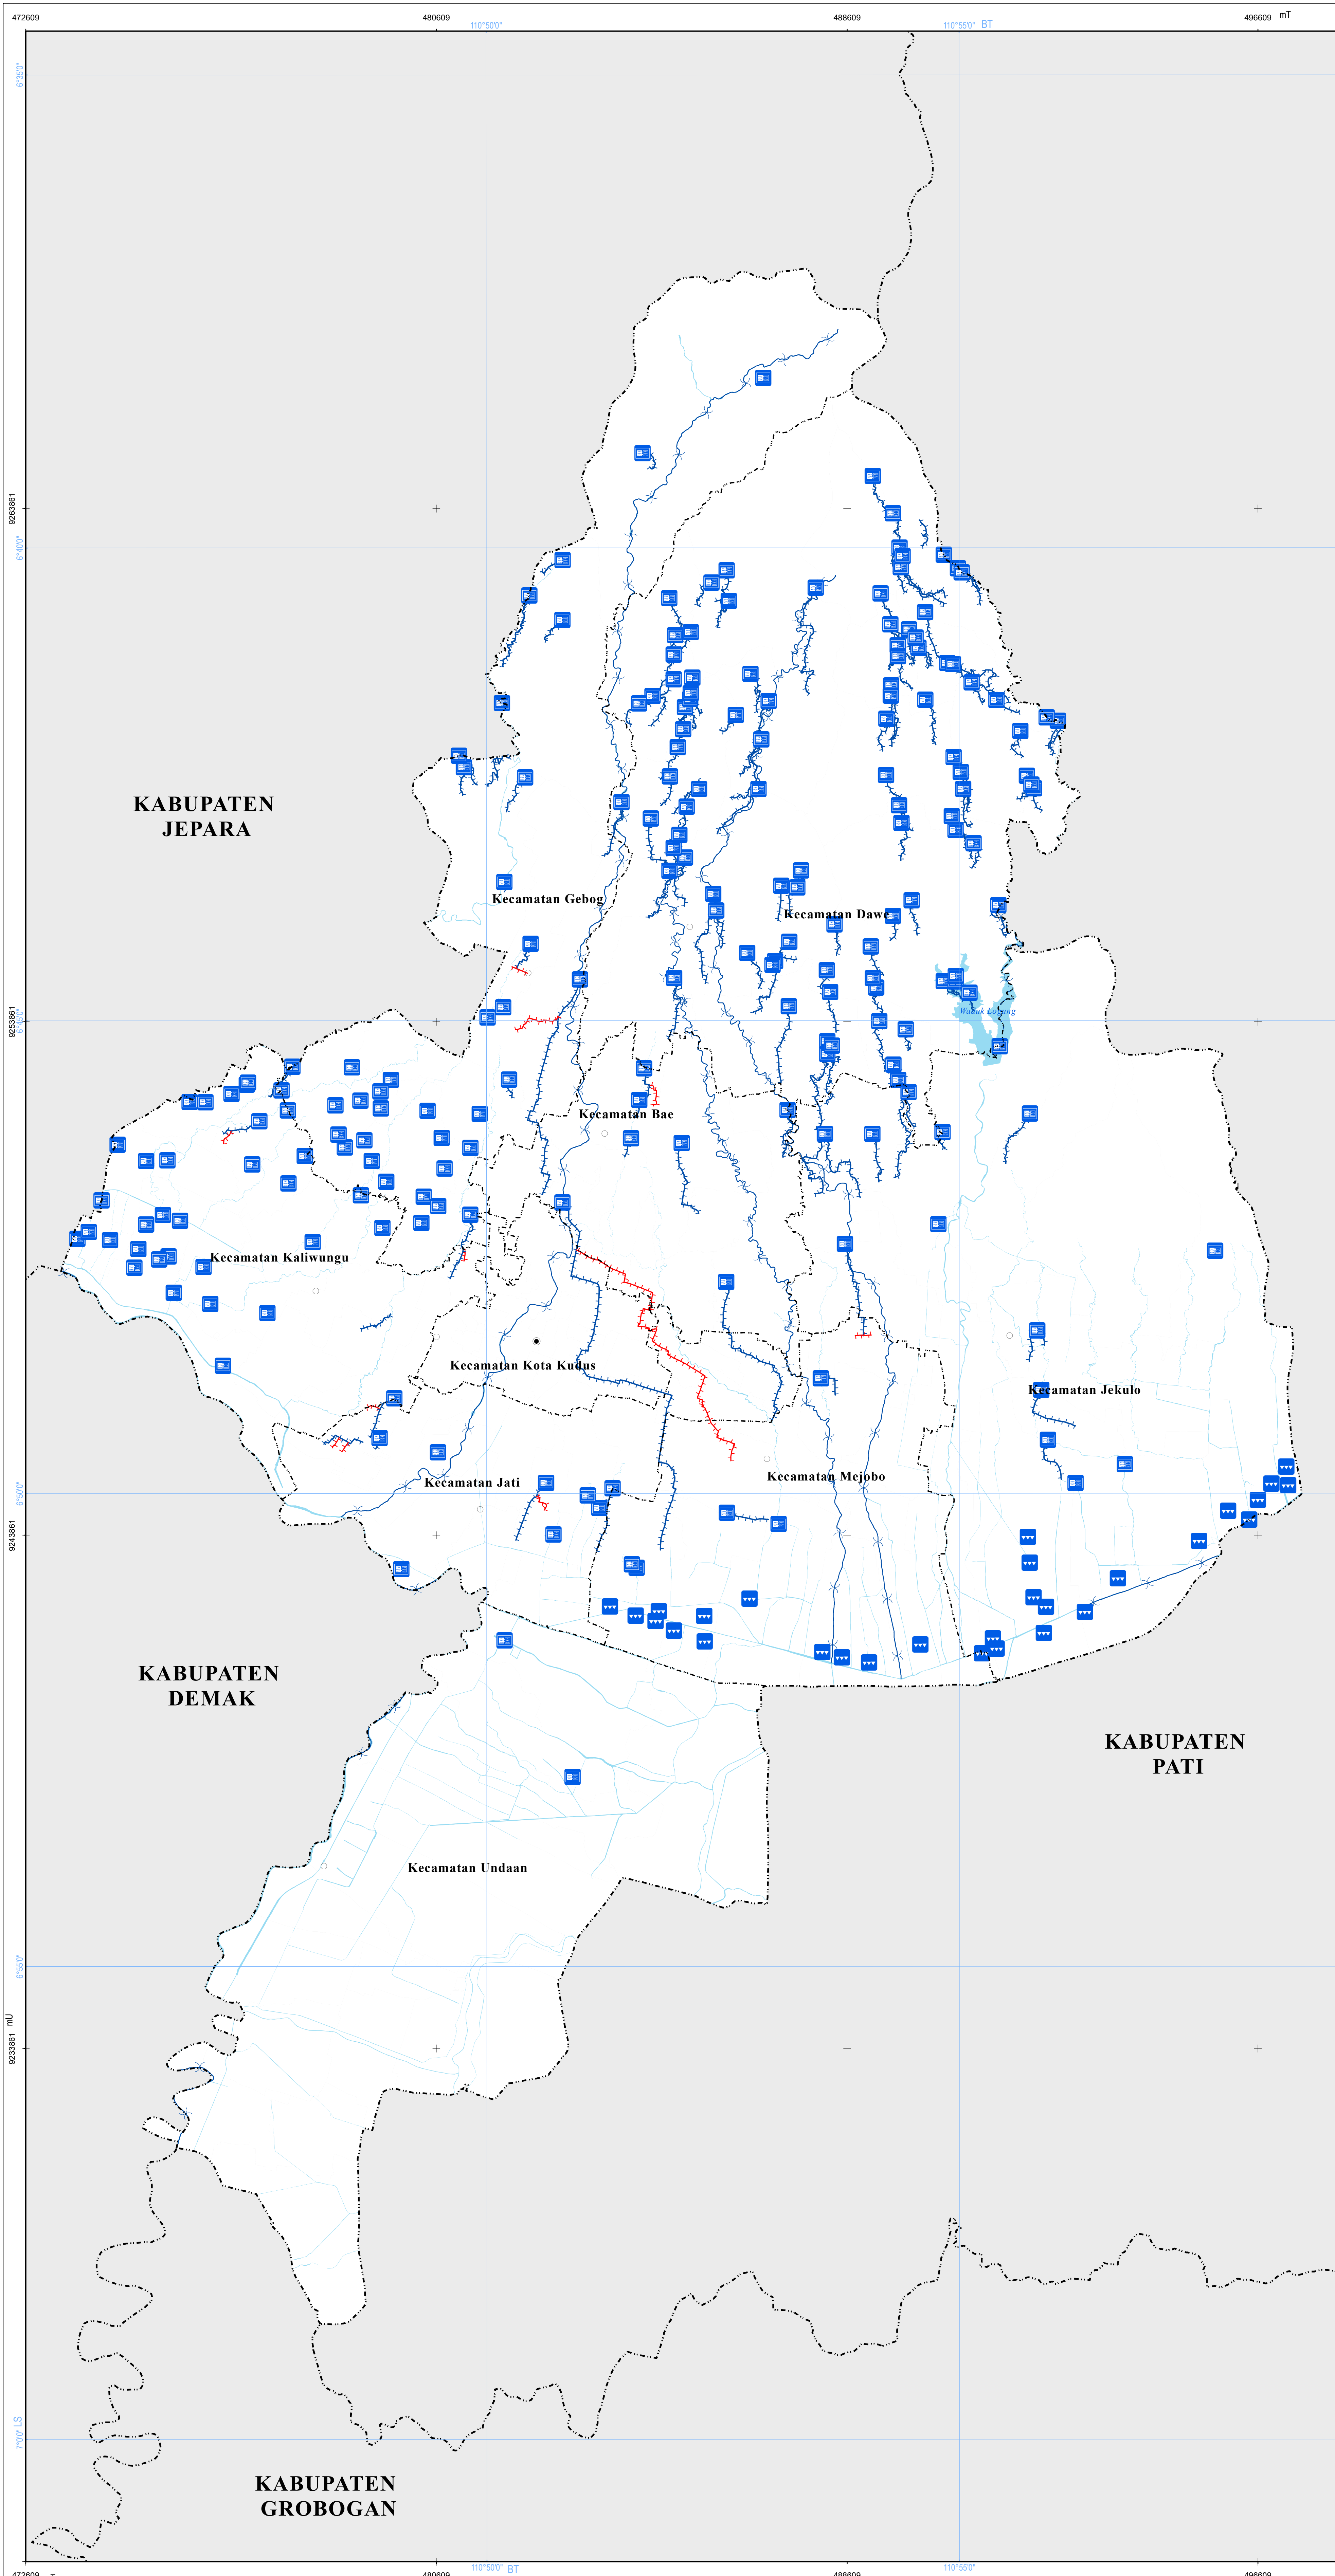 472609
480609
488609
496609 mT
110°50'0"
110°55'0" BT
6°35'0"
9263861
6°40'0"
KABUPATEN
JEPARA
Kecamatan Gebog
Kecamatan Dawe
9253861
6°45'0"
Waduk Logung
Kecamatan Bae
Kecamatan Kaliwungu
Kecamatan Kota Kudus
Kecamatan Jekulo
Kecamatan Mejobo
Kecamatan Jati
6°50'0"
9243861
KABUPATEN
DEMAK
KABUPATEN
PATI
Kecamatan Undaan
6°55'0"
9233861 mU
7°0'0" LS
KABUPATEN
GROBOGAN
110°50'0" BT
110°55'0"
472609
480609
488609
496609